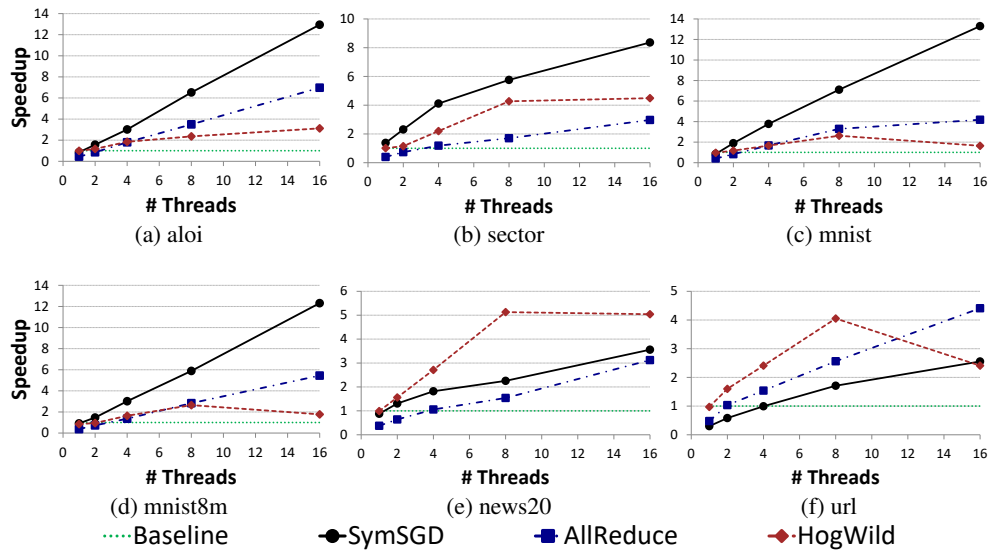 14
12
10
8
6
4
2
0
Speedup
0 2 4 6 8 10 12 14 16
# Threads
(a) aloi
10
8
6
4
2
0
0 2 4 6 8 10 12 14 16
# Threads
(b) sector
14
12
10
8
6
4
2
0
0 2 4 6 8 10 12 14 16
# Threads
(c) mnist
14
12
10
8
6
4
2
0
Speedup
0 2 4 6 8 10 12 14 16
# Threads
(d) mnist8m
6
5
4
3
2
1
0
0 2 4 6 8 10 12 14 16
# Threads
(e) news20
5
4
3
2
1
0
0 2 4 6 8 10 12 14 16
# Threads
(f) url
Baseline SymSGD AllReduce HogWild